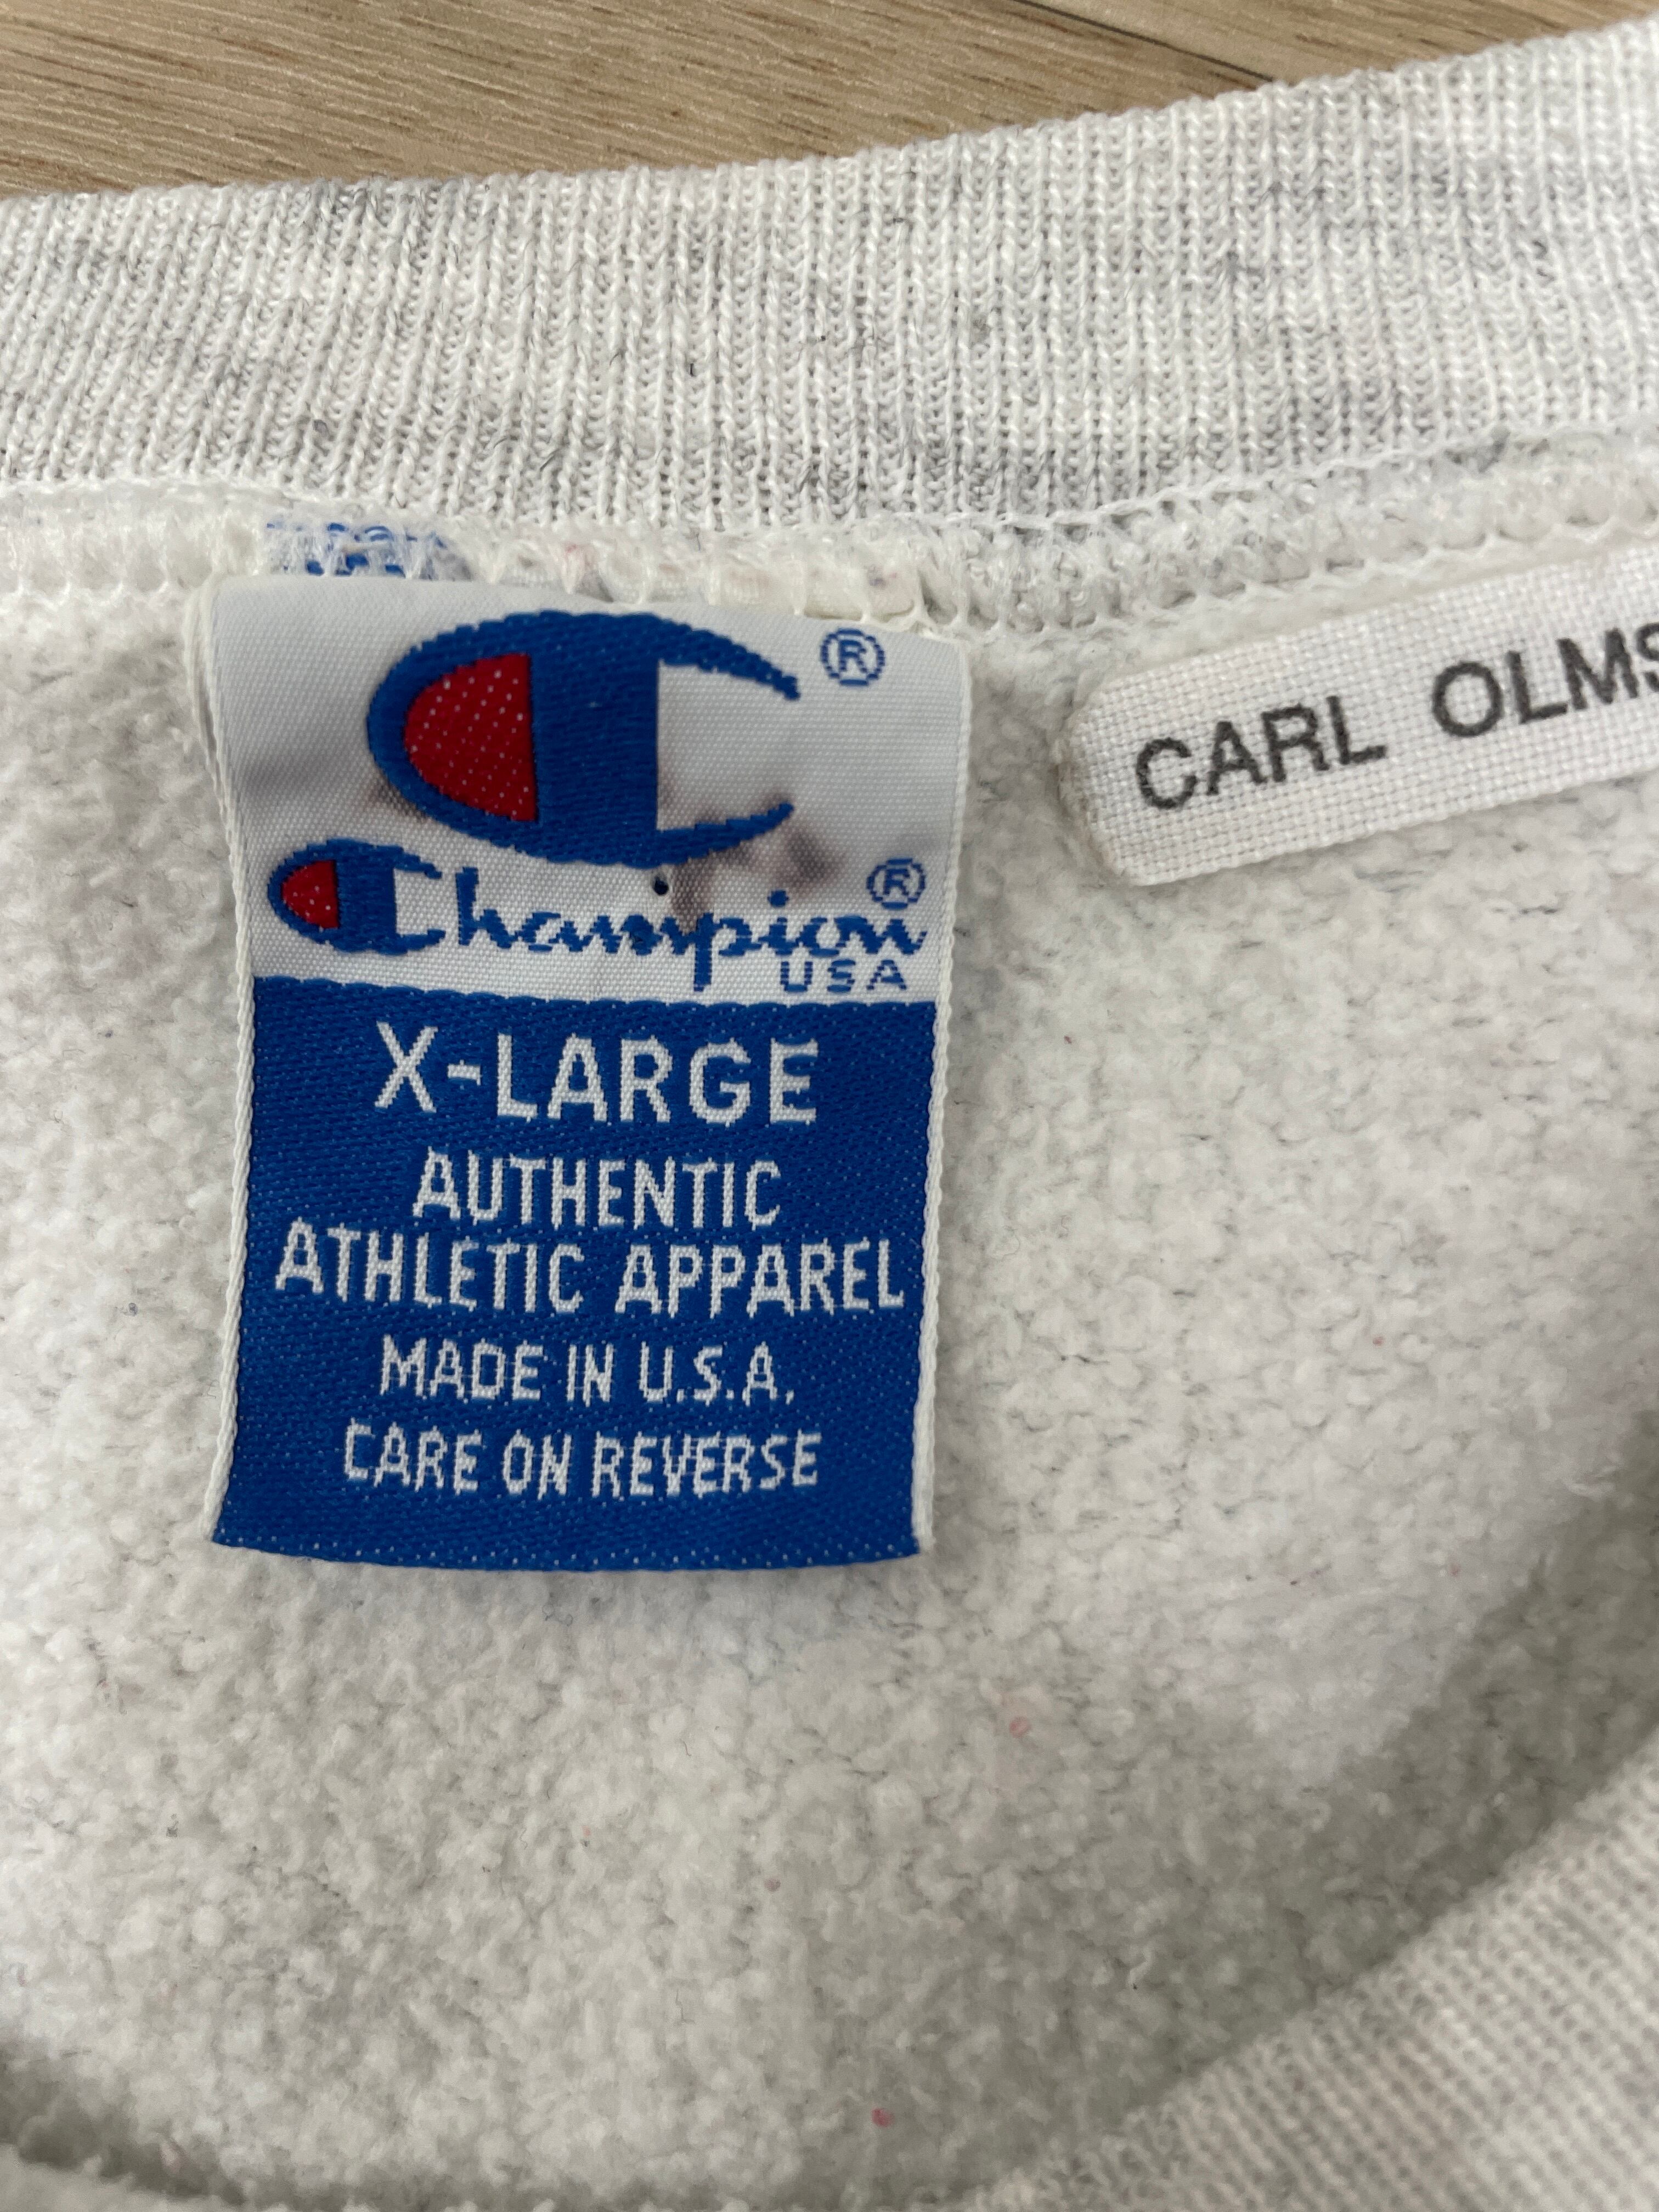 ®
Champion®
USA
X-LARGE
AUTHENTIC
ATHLETIC APPAREL
MADE IN U.S.A.
CARE ON REVERSE
CARL OLMS